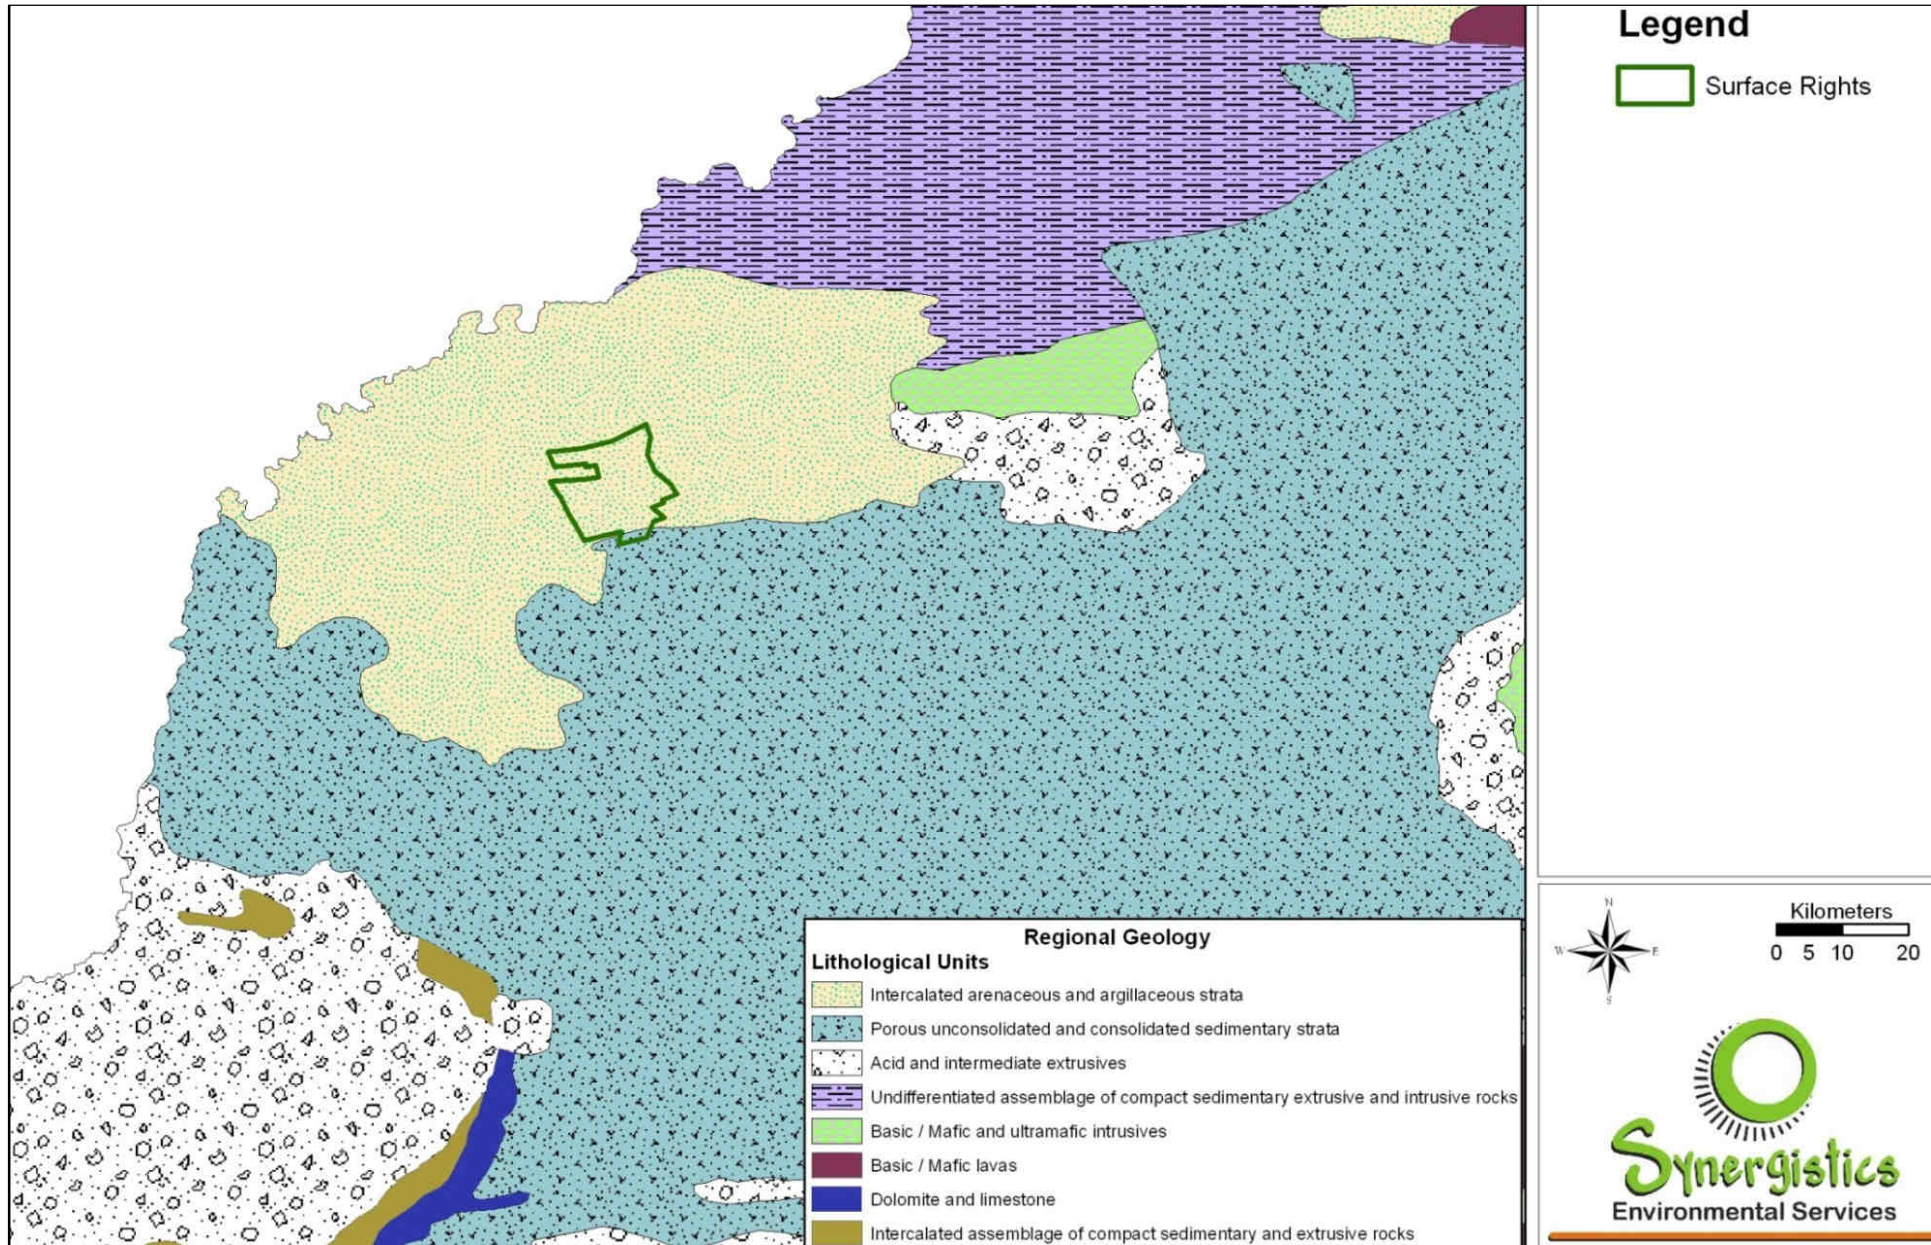 Legend
Surface Rights
Regional Geology
Lithological Units
Intercalated arenaceous and argillaceous strata
Porous unconsolidated and consolidated sedimentary strata
Acid and intermediate extrusives
Undifferentiated assemblage of compact sedimentary extrusive and intrusive rocks
Basic / Mafic and ultramafic intrusives
Basic / Mafic lavas
Dolomite and limestone
Intercalated assemblage of compact sedimentary and extrusive rocks
N
W E
S
Kilometers
0 5 10 20
Synergistics
Environmental Services